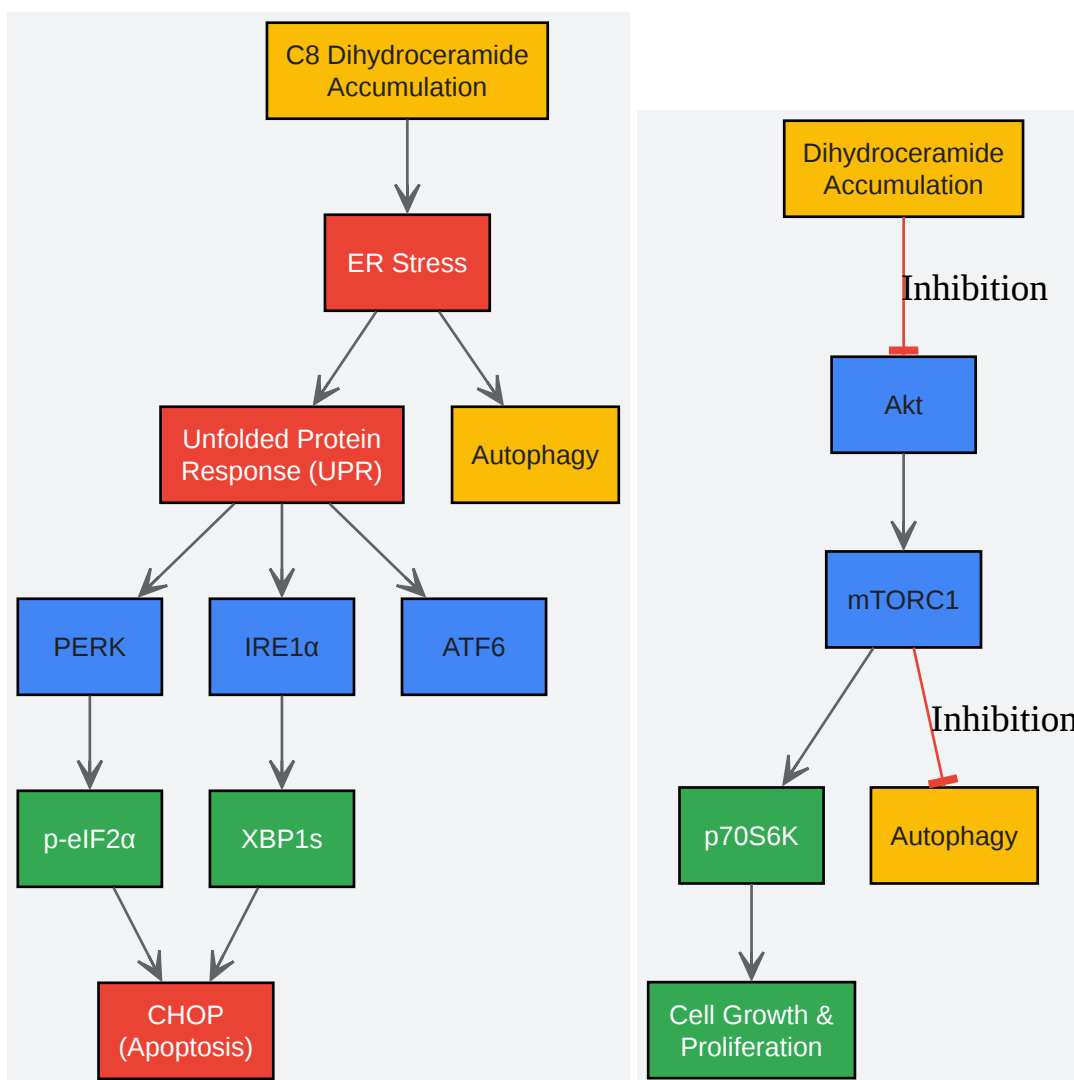 C8 Dihydroceramide
Accumulation
ER Stress
Unfolded Protein
Response (UPR)
Autophagy
PERK
IRE1α
ATF6
p-eIF2α
XBP1s
CHOP
(Apoptosis)
Dihydroceramide
Accumulation
Inhibition
Akt
mTORC1
Inhibition
p70S6K
Autophagy
Cell Growth &
Proliferation